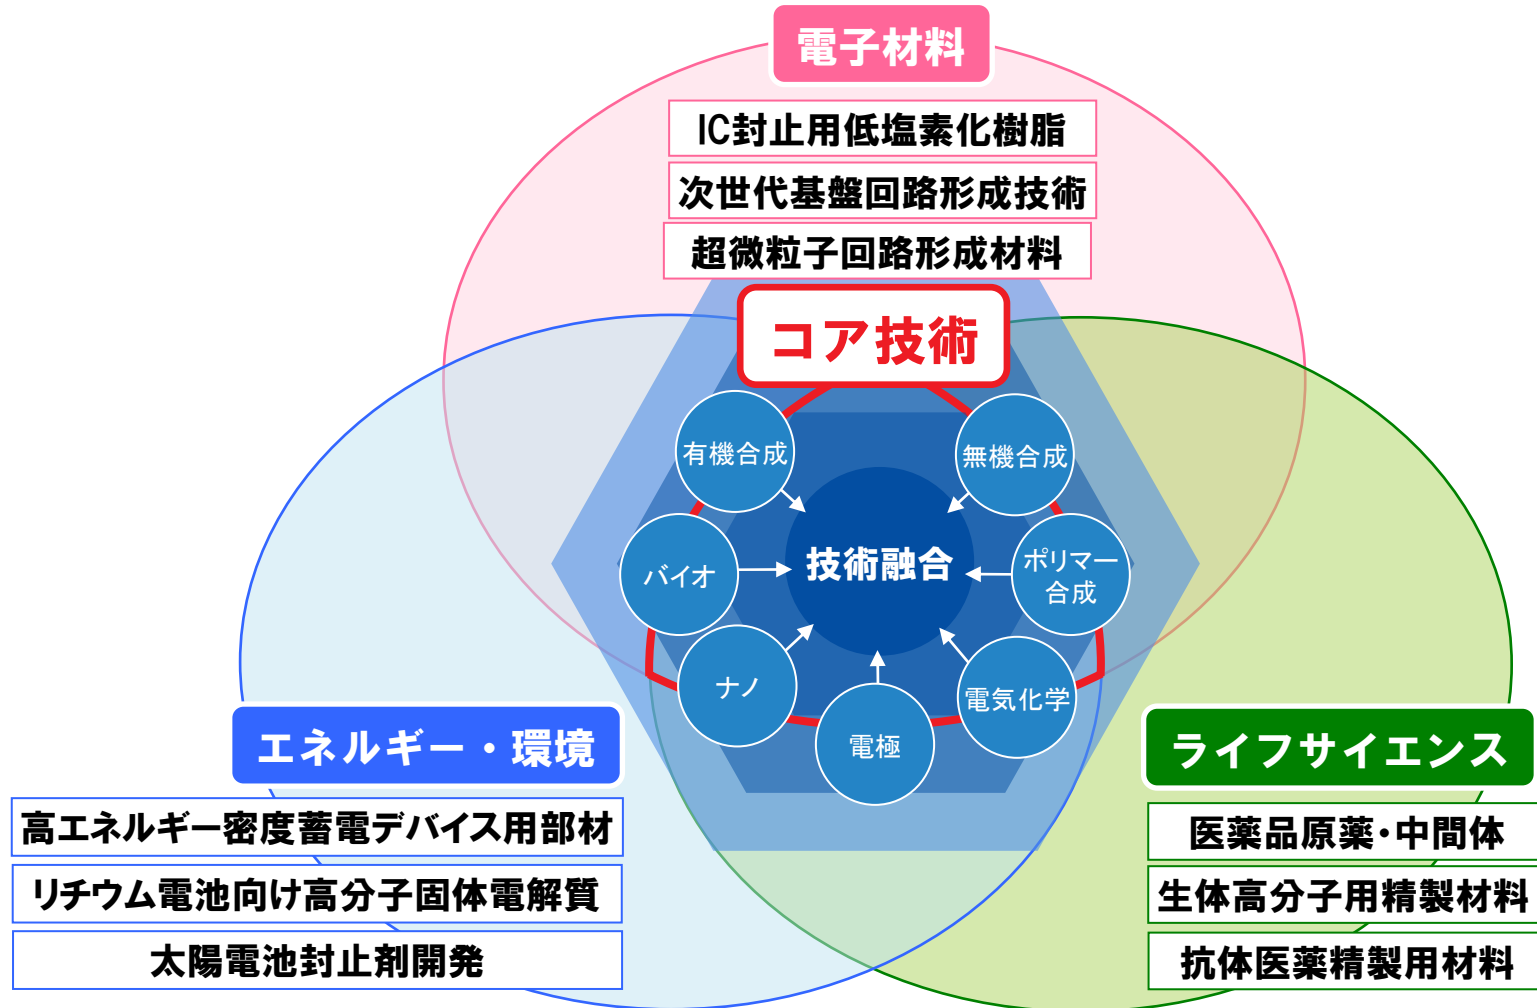 電子材料
IC封止用低塩素化樹脂
次世代基盤回路形成技術
超微粒子回路形成材料
コア技術
有機合成
無機合成
バイオ
技術融合
ポリマー
合成
ナノ
電極
電気化学
エネルギー・環境
高エネルギー密度蓄電デバイス用部材
リチウム電池向け高分子固体電解質
太陽電池封止剤開発
ライフサイエンス
医薬品原薬・中間体
生体高分子用精製材料
抗体医薬精製用材料